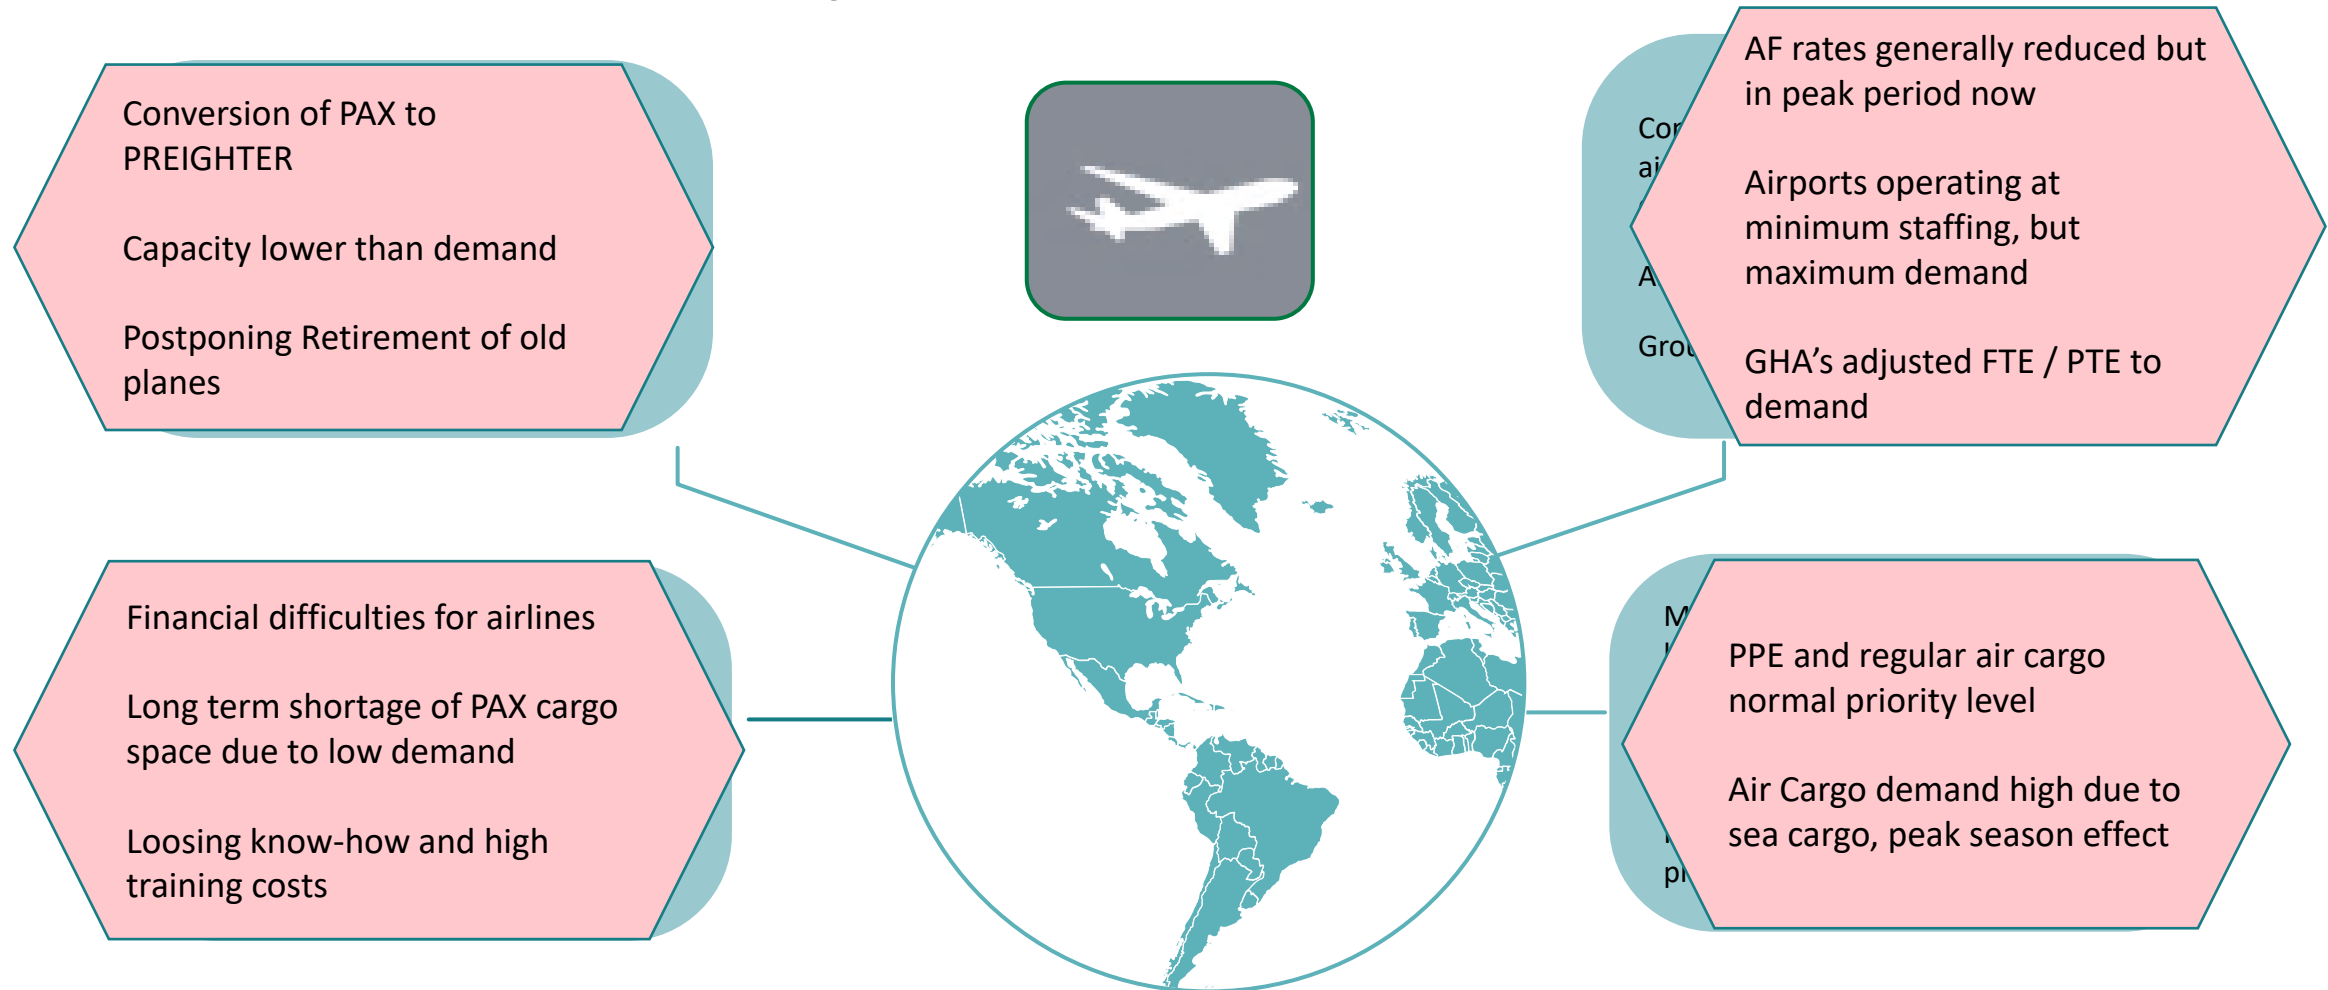 Conversion of PAX to
PREIGHTER
Capacity lower than demand
Postponing Retirement of old
planes
AF rates generally reduced but
in peak period now
Airports operating at
minimum staffing, but
maximum demand
GHA’s adjusted FTE / PTE to
demand
Financial difficulties for airlines
Long term shortage of PAX cargo
space due to low demand
Loosing know-how and high
training costs
PPE and regular air cargo
normal priority level
Air Cargo demand high due to
sea cargo, peak season effect